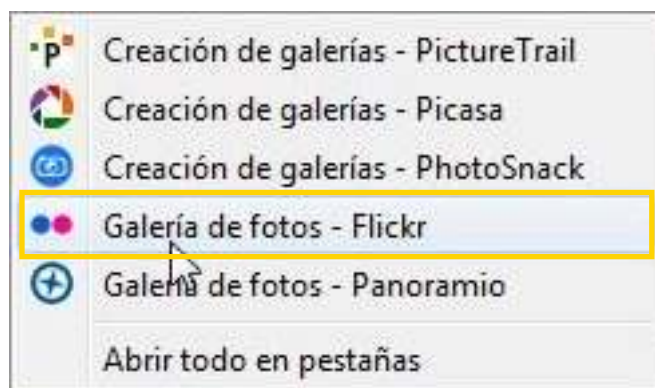 Creación de galerías - PictureTrail
Creación de galerías - Picasa
Creación de galerías - PhotoSnack
Galería de fotos - Flickr
Galería de fotos - Panoramio
Abrir todo en pestañas